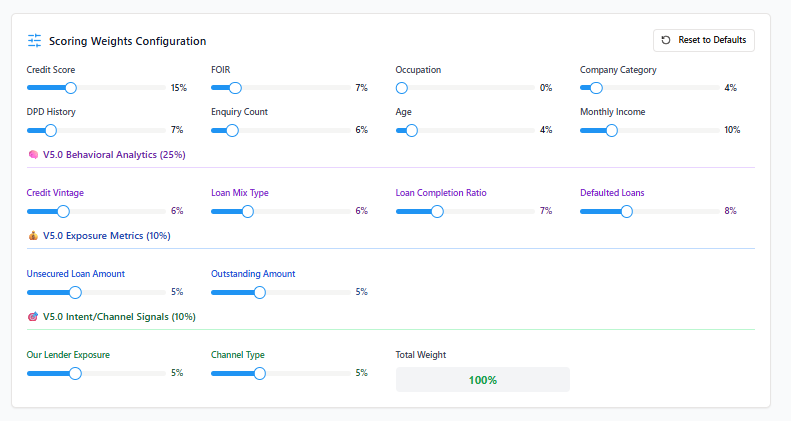 Scoring Weights Configuration
Reset to Defaults
Credit Score
15%
FOIR
7%
Occupation
0%
Company Category
4%
DPD History
7%
Enquiry Count
6%
Age
4%
Monthly Income
10%
V5.0 Behavioral Analytics (25%)
Credit Vintage
6%
Loan Mix Type
6%
Loan Completion Ratio
7%
Defaulted Loans
8%
V5.0 Exposure Metrics (10%)
Unsecured Loan Amount
5%
Outstanding Amount
5%
V5.0 Intent/Channel Signals (10%)
Our Lender Exposure
5%
Channel Type
5%
Total Weight
100%